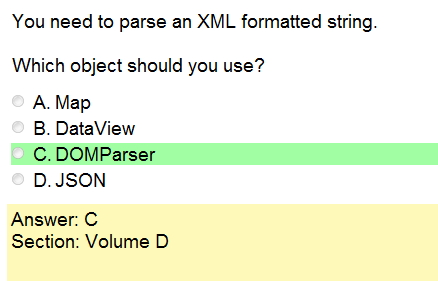 You need to parse an XML formatted string.
Which object should you use?
A. Map
B. DataView
C. DOMParser
D. JSON
Answer: C
Section: Volume D